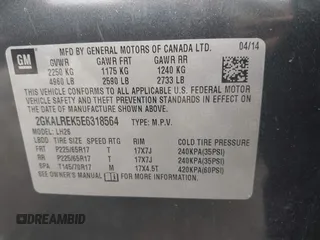 GM
MFD BY GENERAL MOTORS OF CANADA LTD.
04/14
GVWR GAWR FRT GAWR RR
2250 KG 1175 KG 1240 KG
4960 LB 2590 LB 2733 LB
THIS VEHICLE CONFORMS TO ALL APPLICABLE U.S. FEDERAL MOTOR VEHICLE SAFETY, BUMPER, AND THEFT PREVENTION STANDARDS IN EFFECT ON THE DATE OF MANUFACTURE SHOWN ABOVE.
2GKALREK5E6318564 TYPE: M.P.V.
MODEL: LH26
LBD TIRE SIZE SPEED RTG RIM COLD TIRE PRESSURE
FRT P225/65R17 T 17X7J 240KPA(35PSI)
RR P225/65R17 T 17X7J 240KPA(35PSI)
SPA T145/70R17 M 17X4.5T 420KPA(60PSI)
SEE OWNER'S MANUAL FOR ADDITIONAL INFORMATION
DREAMBID